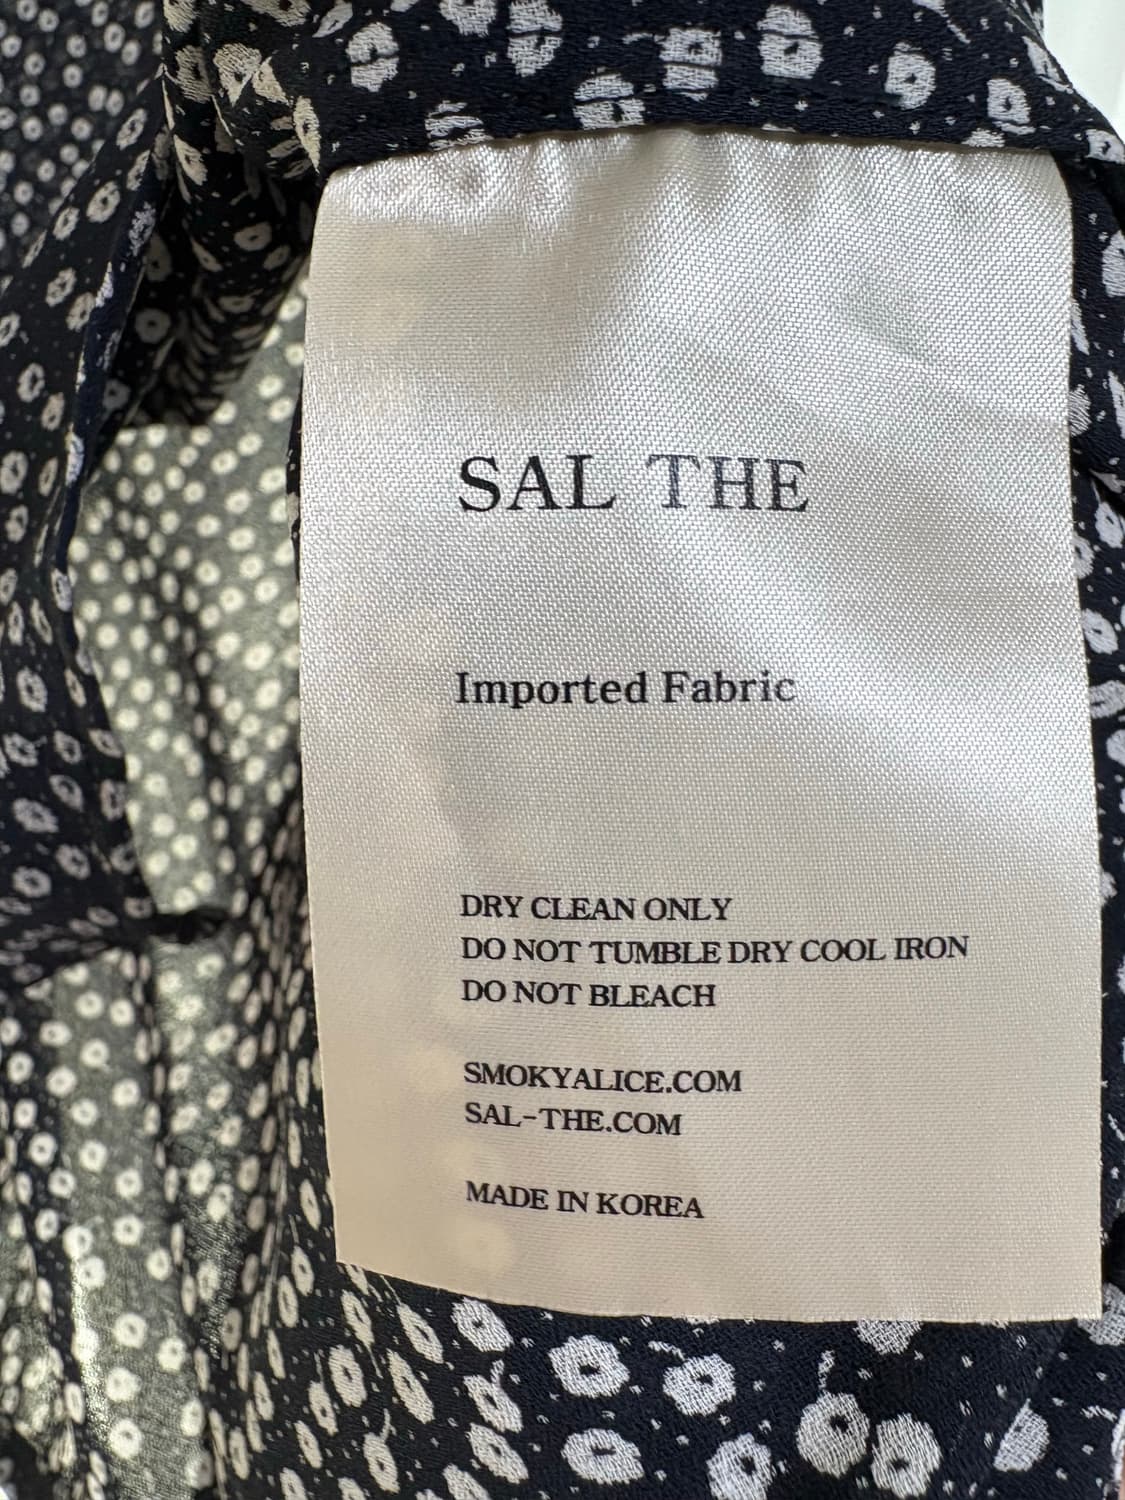 SAL THE
Imported Fabric
DRY CLEAN ONLY
DO NOT TUMBLE DRY COOL IRON
DO NOT BLEACH
SMOKYALICE.COM
SAL-THE.COM
MADE IN KOREA